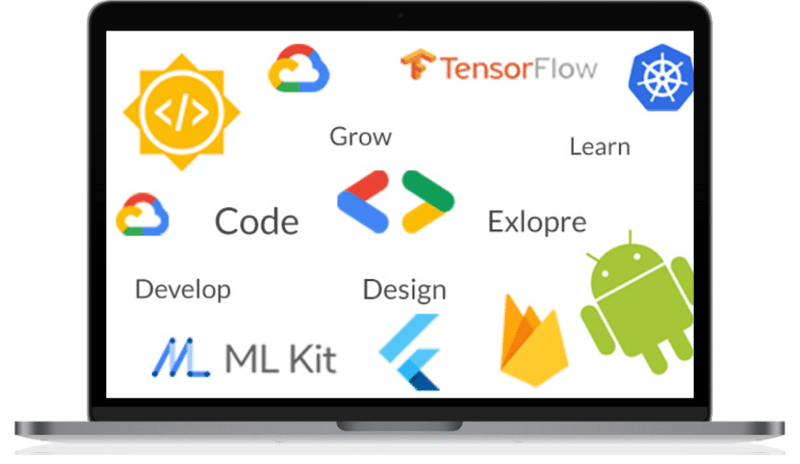 TensorFlow
Grow
Learn
Code
Exlopre
Develop
Design
ML Kit